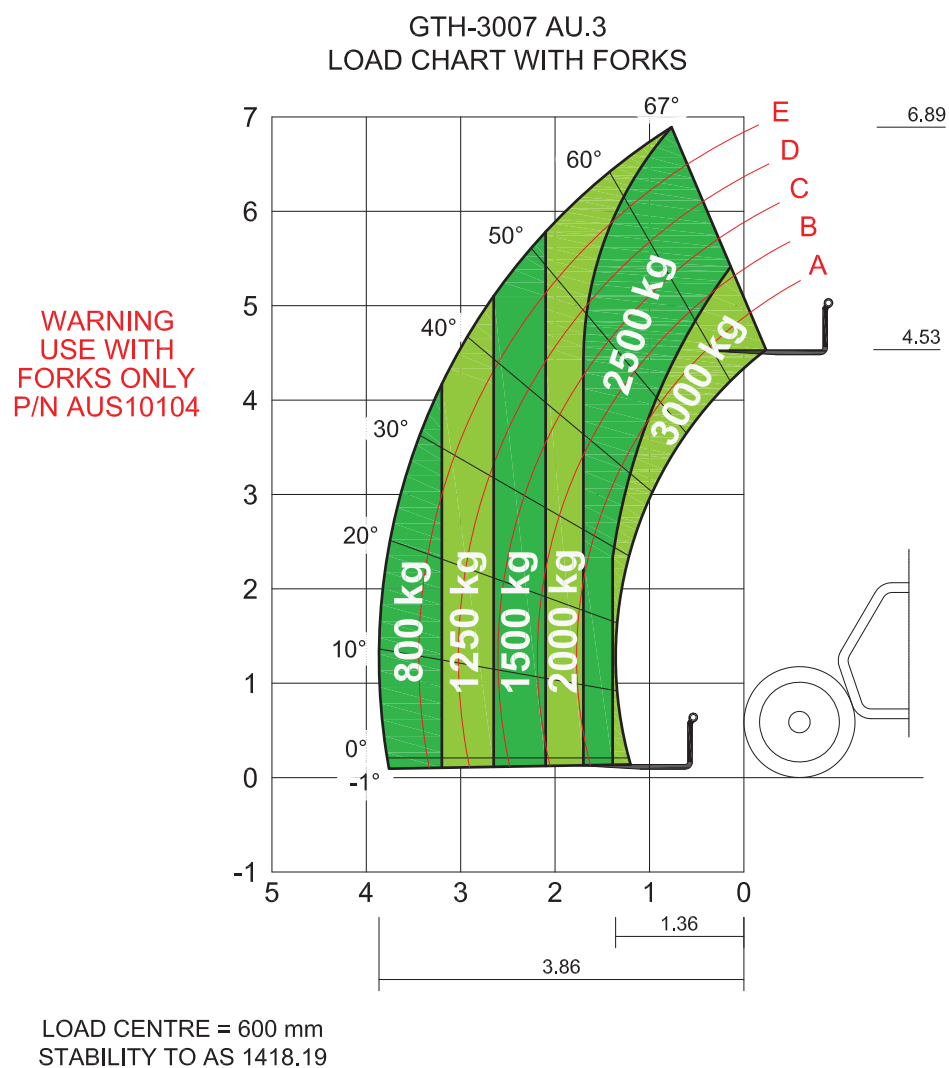 GTH-3007 AU.3
LOAD CHART WITH FORKS
WARNING
USE WITH
FORKS ONLY
P/N AUS10104
7
6
5
4
3
2
1
0
-1
5
4
3
2
1
0
67°
60°
50°
40°
30°
20°
10°
0°
-1°
E
D
C
B
A
6.89
4.53
800 kg
1250 kg
1500 kg
2000 kg
2500 kg
3000 kg
1.36
3.86
LOAD CENTRE = 600 mm
STABILITY TO AS 1418.19